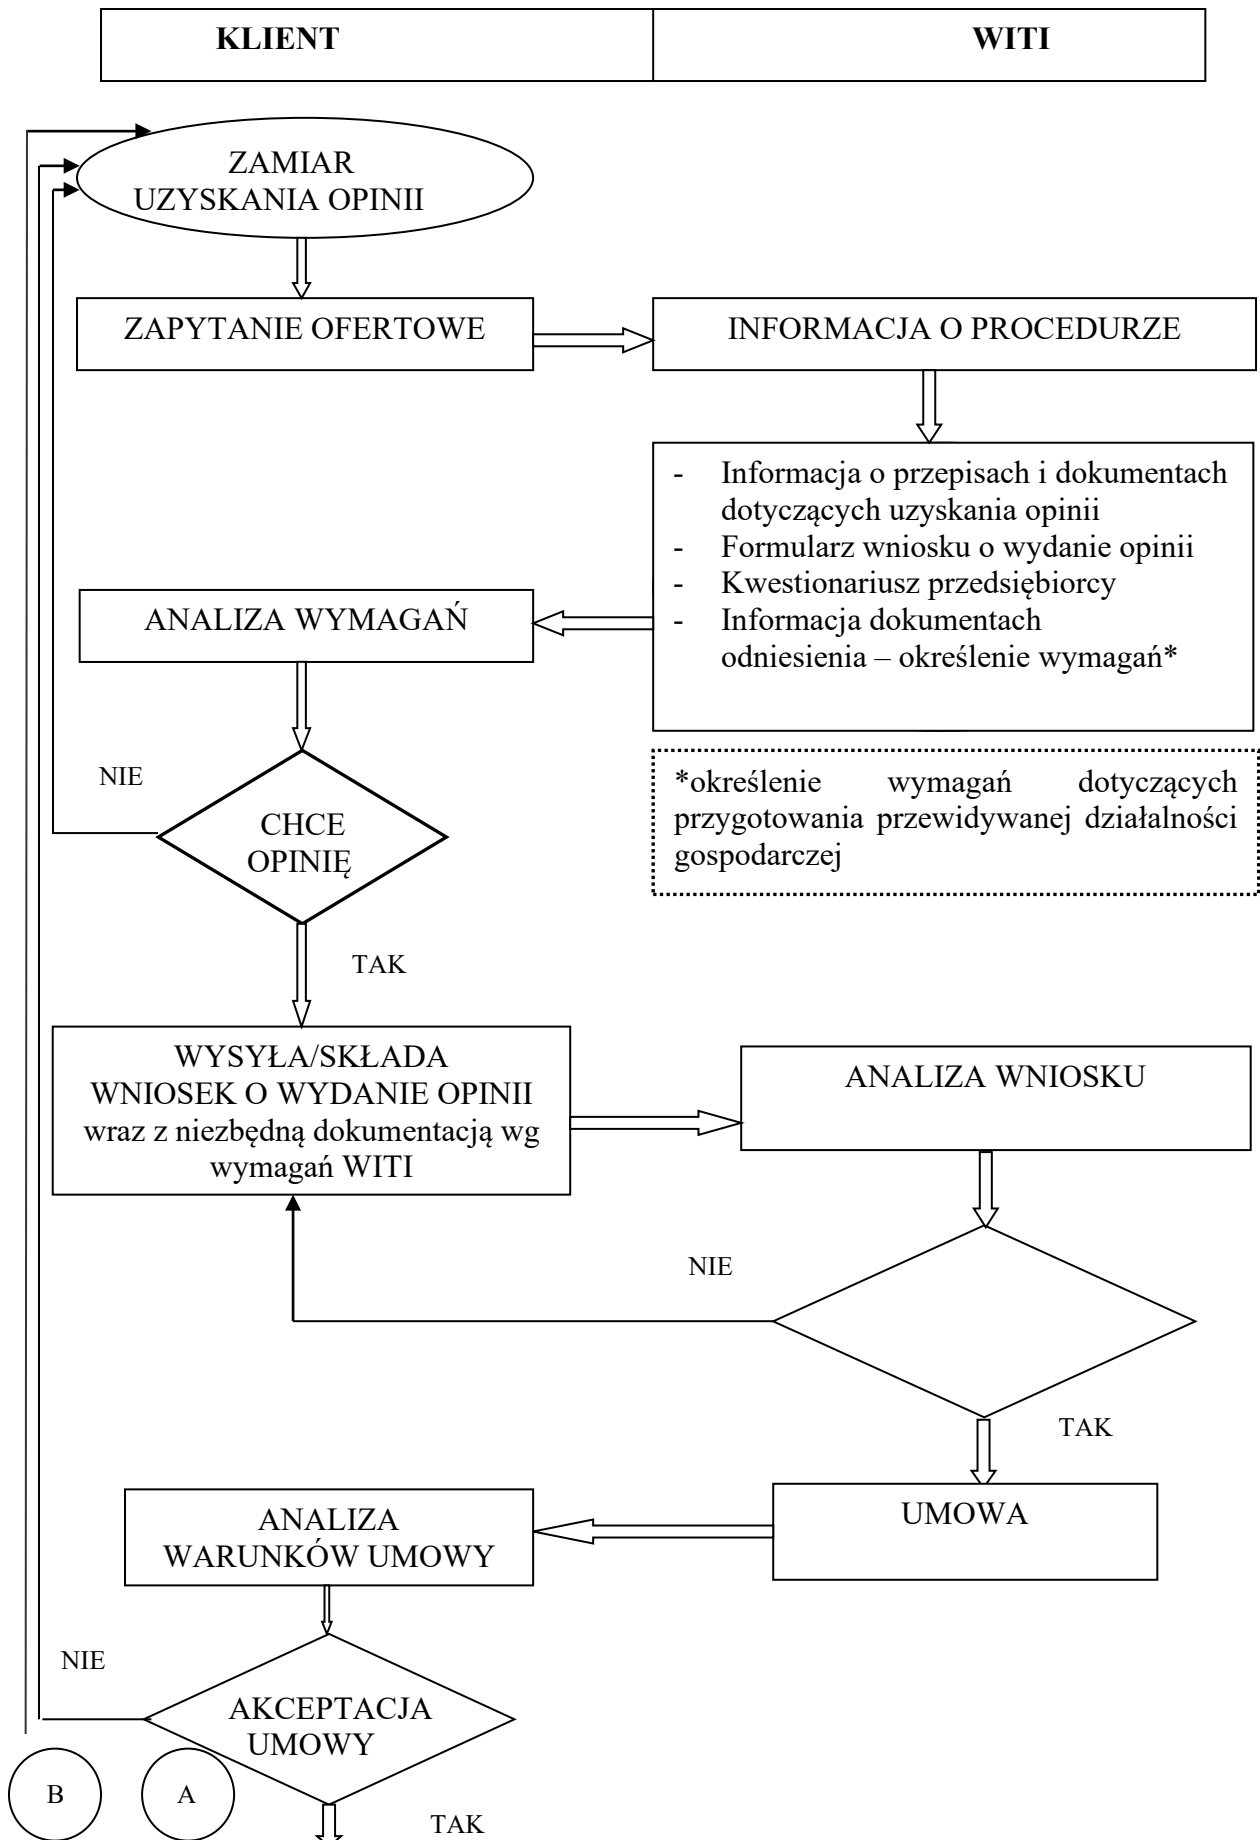 KLIENT
WITI
ZAMIAR
UZYSKANIA OPINII
ZAPYTANIE OFERTOWE
INFORMACJA O PROCEDURZE
- Informacja o przepisach i dokumentach
dotyczących uzyskania opinii
- Formularz wniosku o wydanie opinii
- Kwestionariusz przedsiębiorcy
- Informacja dokumentach
odniesienia – określenie wymagań*
ANALIZA WYMAGAŃ
NIE
CHCE
OPINIĘ
*określenie wymagań dotyczących
przygotowania przewidywanej działalności
gospodarczej
TAK
WYSYŁA/SKŁADA
WNIOSEK O WYDANIE OPINII
wraz z niezbędną dokumentacją wg
wymagań WITI
ANALIZA WNIOSKU
NIE
TAK
UMOWA
ANALIZA
WARUNKÓW UMOWY
NIE
AKCEPTACJA
UMOWY
B
A
TAK